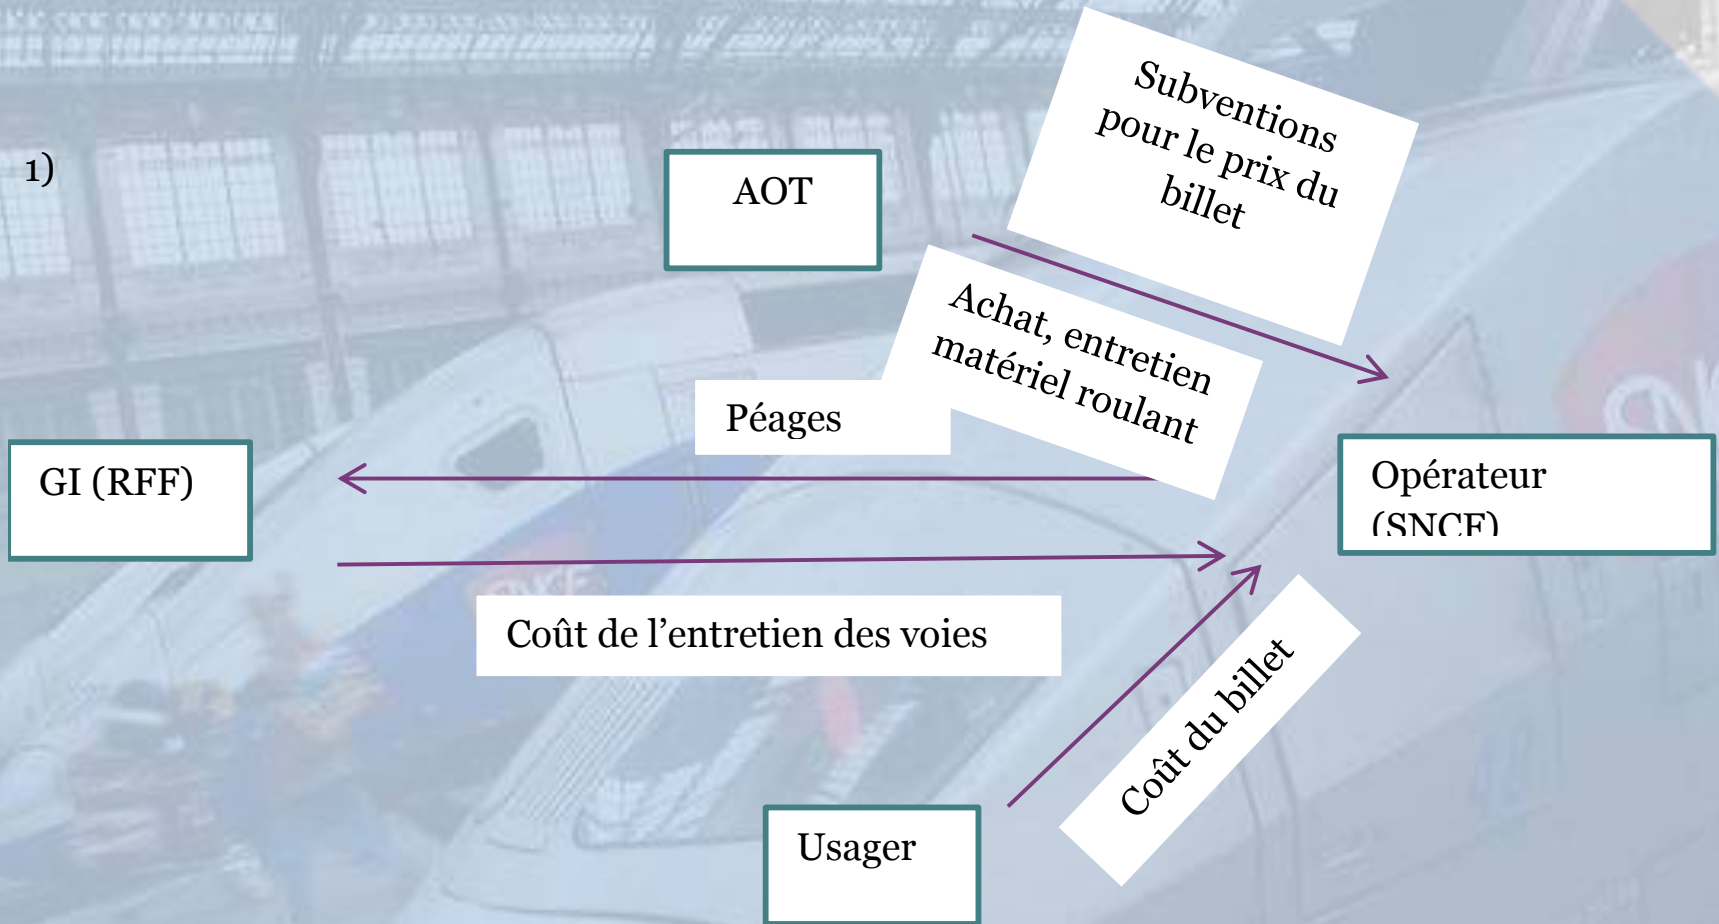 1)
AOT
Subventions
pour le prix du
billet
Achat, entretien
matériel roulant
Péages
GI (RFF)
Opérateur
(SNCF)
Coût de l’entretien des voies
Coût du billet
Usager